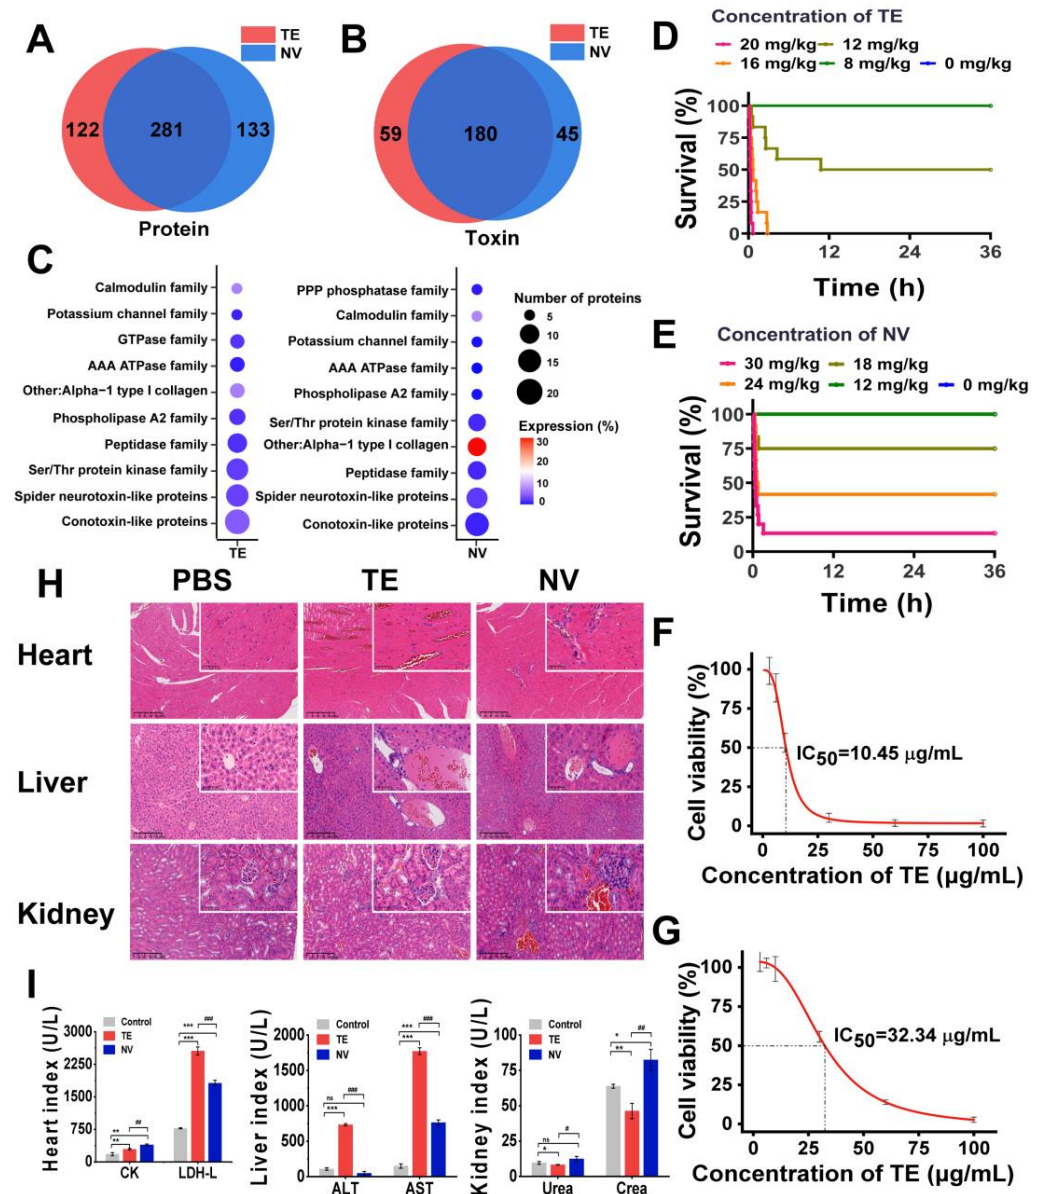 A
TE
NV
122
281
133
Protein
B
TE
NV
59
180
45
Toxin
C
Calmodulin family
Potassium channel family
GTPase family
AAA ATPase family
Other:Alpha−1 type I collagen
Phospholipase A2 family
Peptidase family
Ser/Thr protein kinase family
Spider neurotoxin-like proteins
Conotoxin-like proteins
TE
PPP phosphatase family
Calmodulin family
Potassium channel family
AAA ATPase family
Phospholipase A2 family
Ser/Thr protein kinase family
Other:Alpha−1 type I collagen
Peptidase family
Spider neurotoxin-like proteins
Conotoxin-like proteins
NV
Number of proteins
5
10
15
20
Expression (%)
30
20
10
0
D
Concentration of TE
20 mg/kg 12 mg/kg
16 mg/kg 8 mg/kg 0 mg/kg
Survival (%)
100
75
50
25
0
0 12 24 36
Time (h)
E
Concentration of NV
30 mg/kg 18 mg/kg
24 mg/kg 12 mg/kg 0 mg/kg
Survival (%)
100
75
50
25
0
0 12 24 36
Time (h)
F
Cell viability (%)
100
75
50
25
0
IC50=10.45 µg/mL
0 25 50 75 100
Concentration of TE (µg/mL)
G
Cell viability (%)
100
75
50
25
0
IC50=32.34 µg/mL
0 25 50 75 100
Concentration of TE (µg/mL)
H
PBS TE NV
Heart
Liver
Kidney
I
Heart index (U/L)
3000
2250
1500
750
0
Control
TE
NV
*** ###
***
** ##
**
CK LDH-L
Liver index (U/L)
2000
1500
1000
500
0
Control
TE
NV
*** ###
***
ns ###
***
ALT AST
Kidney index (U/L)
100
75
50
25
0
Control
TE
NV
* ##
**
ns #
*
Urea Crea